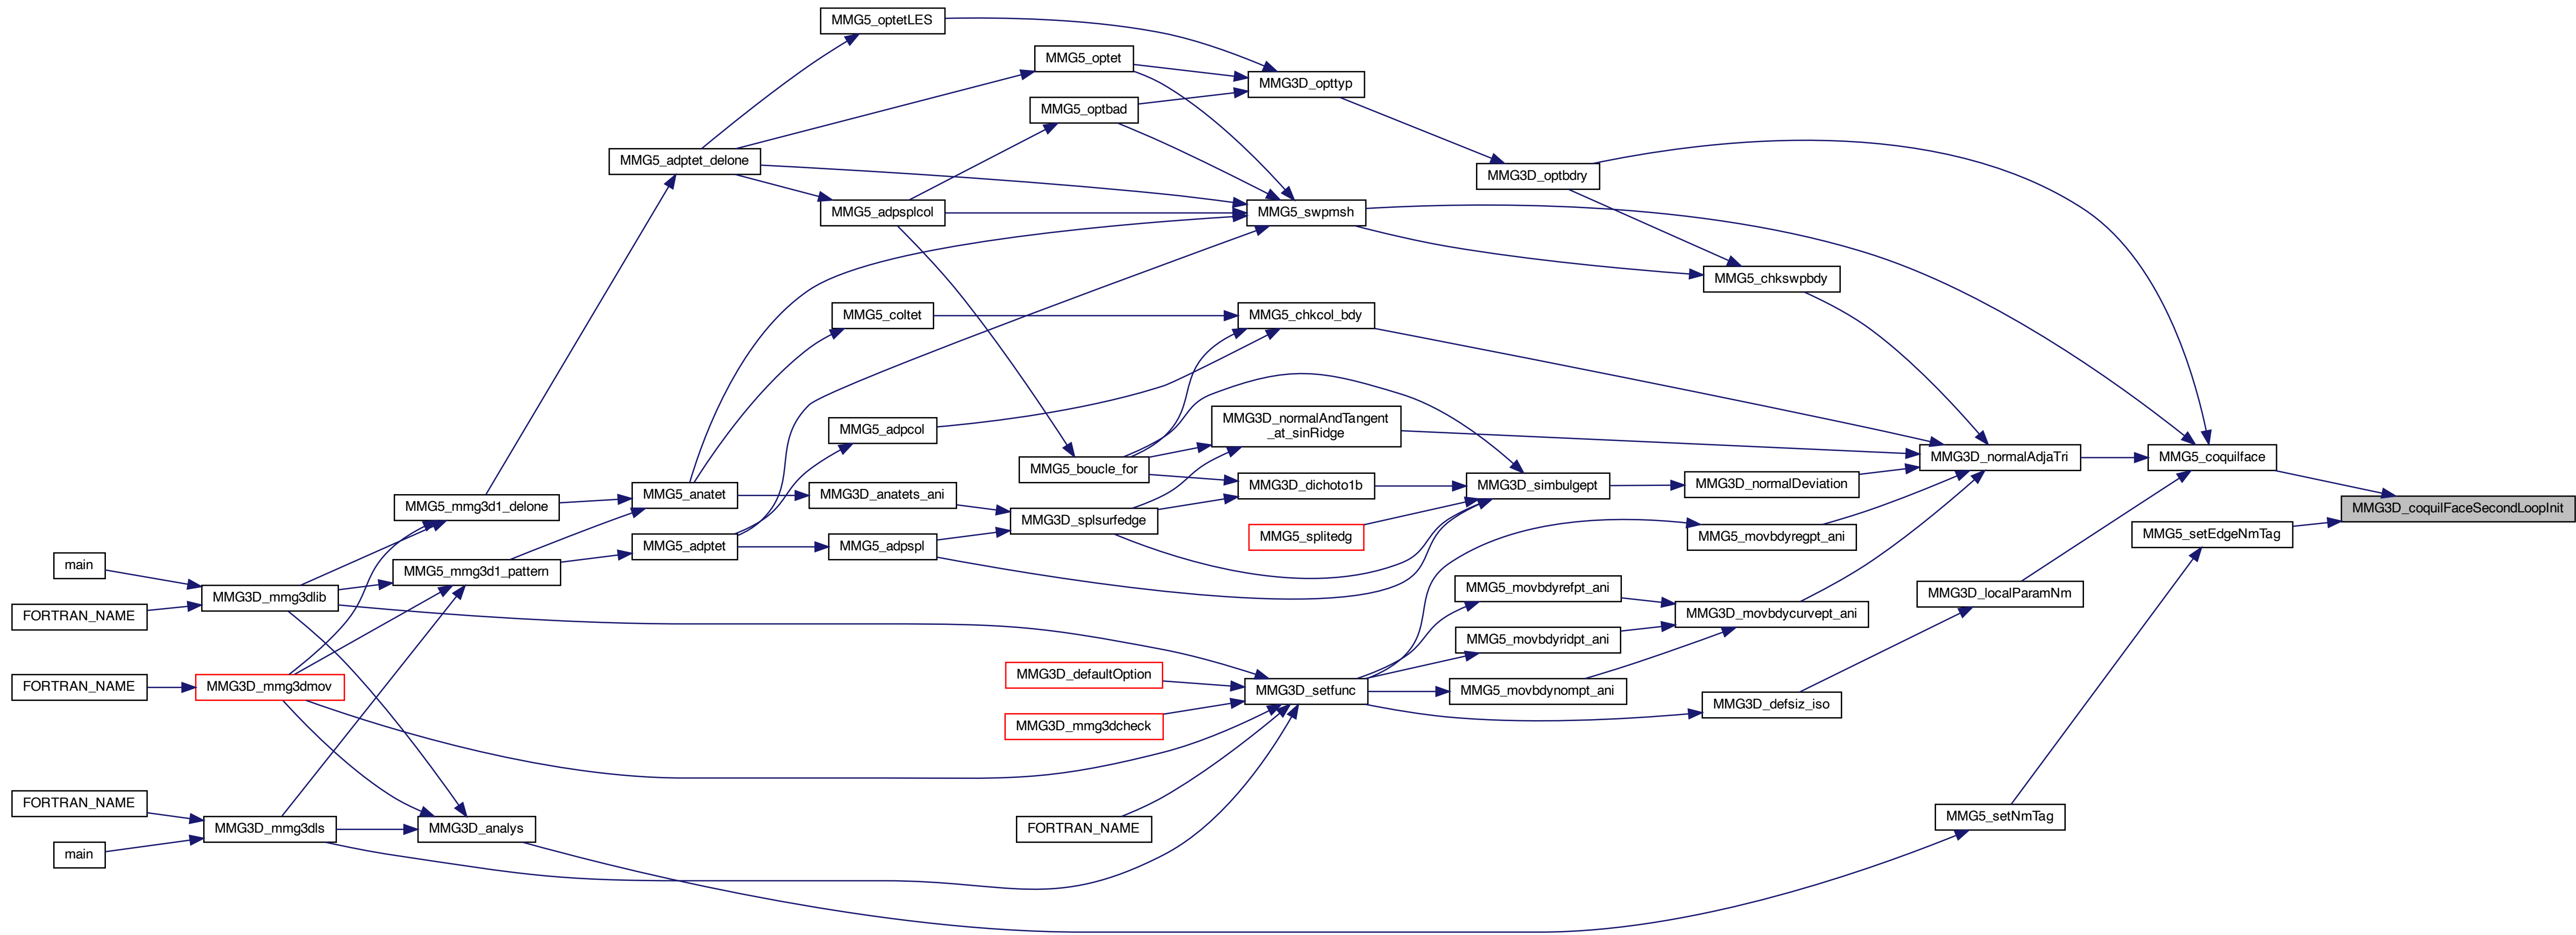 MMG5_optetLES
MMG5_optet
MMG3D_opttyp
MMG5_optbad
MMG5_adptet_delone
MMG3D_optbdry
MMG5_adpsplcol
MMG5_swpmsh
MMG5_chkswpbdy
MMG5_coltet
MMG5_chkcol_bdy
MMG5_adpcol
MMG3D_normalAndTangent
_at_sinRidge
MMG5_boucle_for
MMG3D_normalAdjaTri
MMG5_coquilface
MMG3D_dichoto1b
MMG3D_simbulgept
MMG3D_normalDeviation
MMG5_anatet
MMG3D_anatets_ani
MMG5_mmg3d1_delone
MMG3D_coquilFaceSecondLoopInit
MMG3D_splsurfedge
MMG5_splitedg
MMG5_movbdyregpt_ani
MMG5_setEdgeNmTag
MMG5_adptet
MMG5_adpspl
main
MMG5_mmg3d1_pattern
MMG5_movbdyrefpt_ani
MMG3D_localParamNm
MMG3D_mmg3dlib
FORTRAN_NAME
MMG3D_movbdycurvept_ani
MMG5_movbdyridpt_ani
MMG3D_defaultOption
FORTRAN_NAME
MMG3D_mmg3dmov
MMG3D_setfunc
MMG5_movbdynompt_ani
MMG3D_defsiz_iso
MMG3D_mmg3dcheck
FORTRAN_NAME
MMG5_setNmTag
MMG3D_mmg3dls
MMG3D_analys
FORTRAN_NAME
main